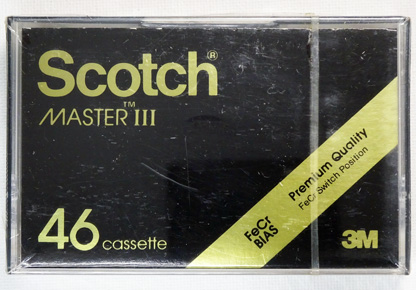 Scotch®
MASTER™ III
Premium Quality
FeCr Switch Position
FeCr
BIAS
46 cassette
3M